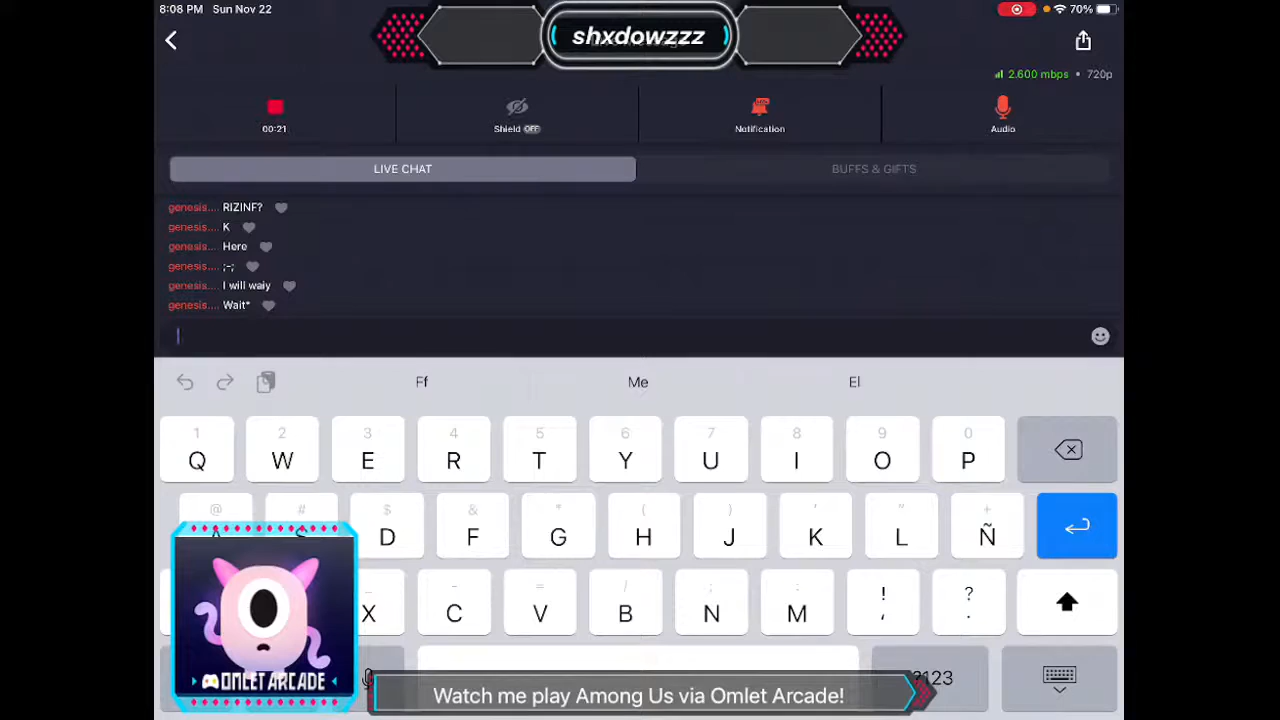 8:08 PM Sun Nov 22
70%
shxdowzzz
2.600 mbps • 720p
00:21
Shield OFF
Notification
Audio
LIVE CHAT
BUFFS & GIFTS
genesis.... RIZINF?
genesis.... K
genesis.... Here
genesis.... ;-;
genesis.... I will waiy
genesis.... Wait*
Ff Me El
1 2 3 4 5 6 7 8 9 0
Q W E R T Y U I O P
@ # $ & * ( ) ' " +
A S D F G H J K L Ñ
- = / ; : ! ?
X C V B N M , .
OMLET ARCADE
Watch me play Among Us via Omlet Arcade!